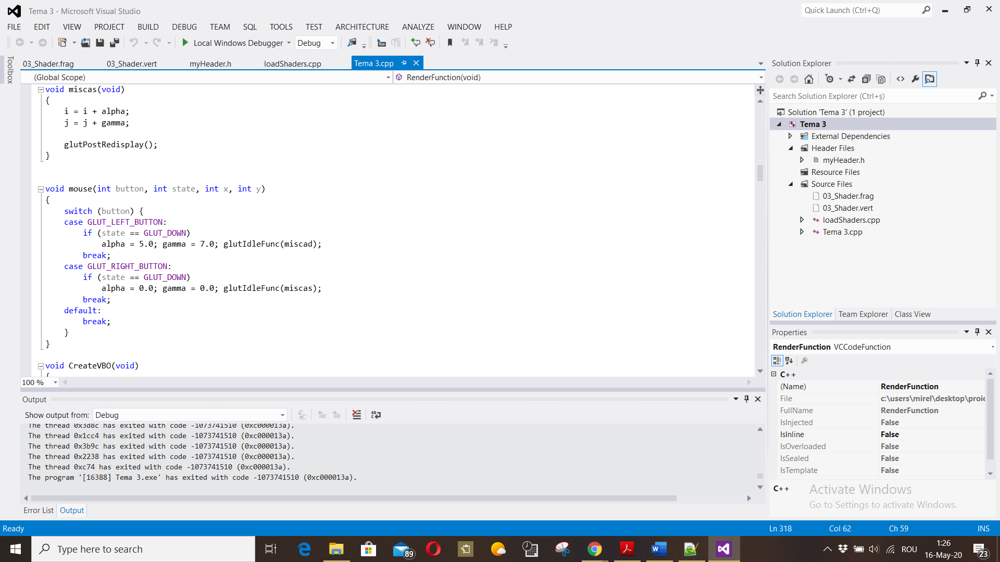 Tema 3 - Microsoft Visual Studio
Quick Launch (Ctrl+Q)
FILE EDIT VIEW PROJECT BUILD DEBUG TEAM SQL TOOLS TEST ARCHITECTURE ANALYZE WINDOW HELP
Local Windows Debugger Debug
Toolbox
03_Shader.frag 03_Shader.vert myHeader.h loadShaders.cpp Tema 3.cpp
(Global Scope) RenderFunction(void)
void miscas(void)
{
i = i + alpha;
j = j + gamma;
glutPostRedisplay();
}
void mouse(int button, int state, int x, int y)
{
switch (button) {
case GLUT_LEFT_BUTTON:
if (state == GLUT_DOWN)
alpha = 5.0; gamma = 7.0; glutIdleFunc(miscad);
break;
case GLUT_RIGHT_BUTTON:
if (state == GLUT_DOWN)
alpha = 0.0; gamma = 0.0; glutIdleFunc(miscas);
break;
default:
break;
}
}
void CreateVBO(void)
{
100 %
Output
Show output from: Debug
The thread 0x3d8c has exited with code -1073741510 (0xc000013a).
The thread 0x1cc4 has exited with code -1073741510 (0xc000013a).
The thread 0x3b9c has exited with code -1073741510 (0xc000013a).
The thread 0x2238 has exited with code -1073741510 (0xc000013a).
The thread 0xc74 has exited with code -1073741510 (0xc000013a).
The program '[16388] Tema 3.exe' has exited with code -1073741510 (0xc000013a).
Error List Output
Solution Explorer
Search Solution Explorer (Ctrl+ș)
Solution 'Tema 3' (1 project)
Tema 3
External Dependencies
Header Files
myHeader.h
Resource Files
Source Files
03_Shader.frag
03_Shader.vert
loadShaders.cpp
Tema 3.cpp
Solution Explorer Team Explorer Class View
Properties
RenderFunction VCCodeFunction
C++
(Name) RenderFunction
File c:\users\mirel\desktop\proie
FullName RenderFunction
IsInjected False
IsInline False
IsOverloaded False
IsSealed False
IsTemplate False
C++
Activate Windows
Go to Settings to activate Windows.
Ready Ln 318 Col 62 Ch 59 INS
Type here to search
89
ROU
1:26
16-May-20
23